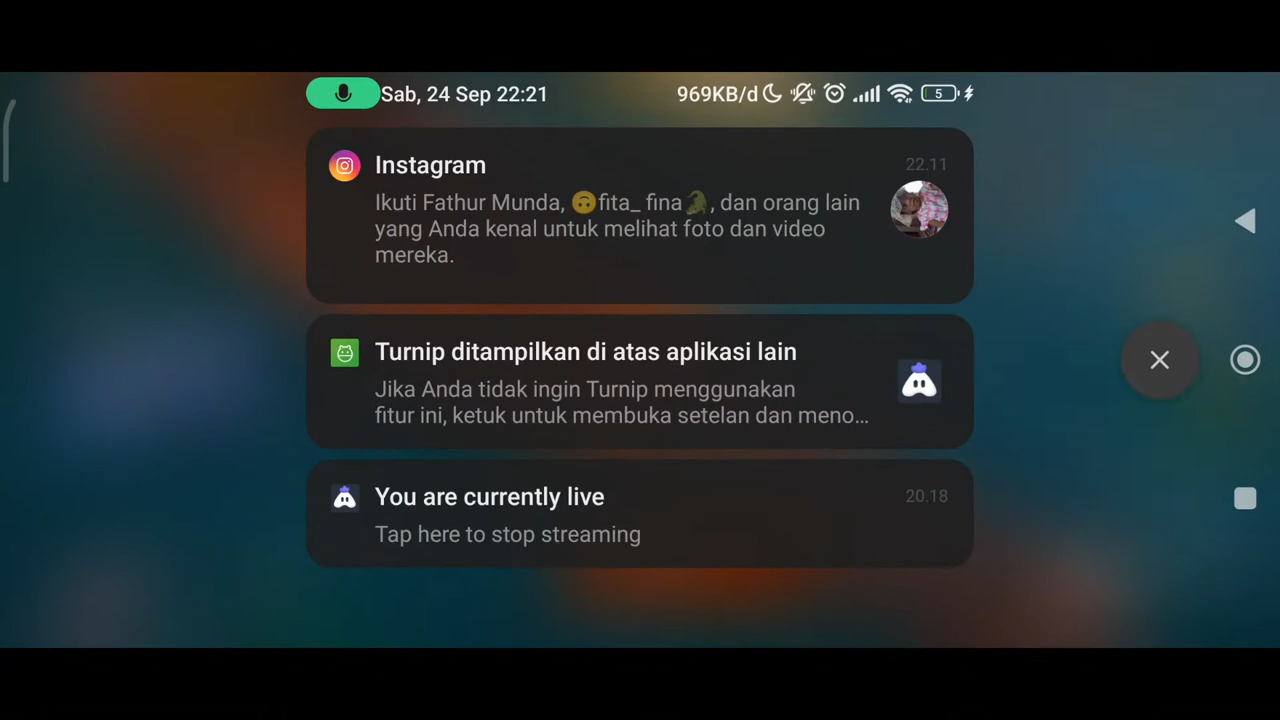 Sab, 24 Sep 22:21 969KB/d 5
Instagram 22.11
Ikuti Fathur Munda, 🙃fita_ fina🐊, dan orang lain
yang Anda kenal untuk melihat foto dan video
mereka.
Turnip ditampilkan di atas aplikasi lain
Jika Anda tidak ingin Turnip menggunakan
fitur ini, ketuk untuk membuka setelan dan meno...
You are currently live 20.18
Tap here to stop streaming